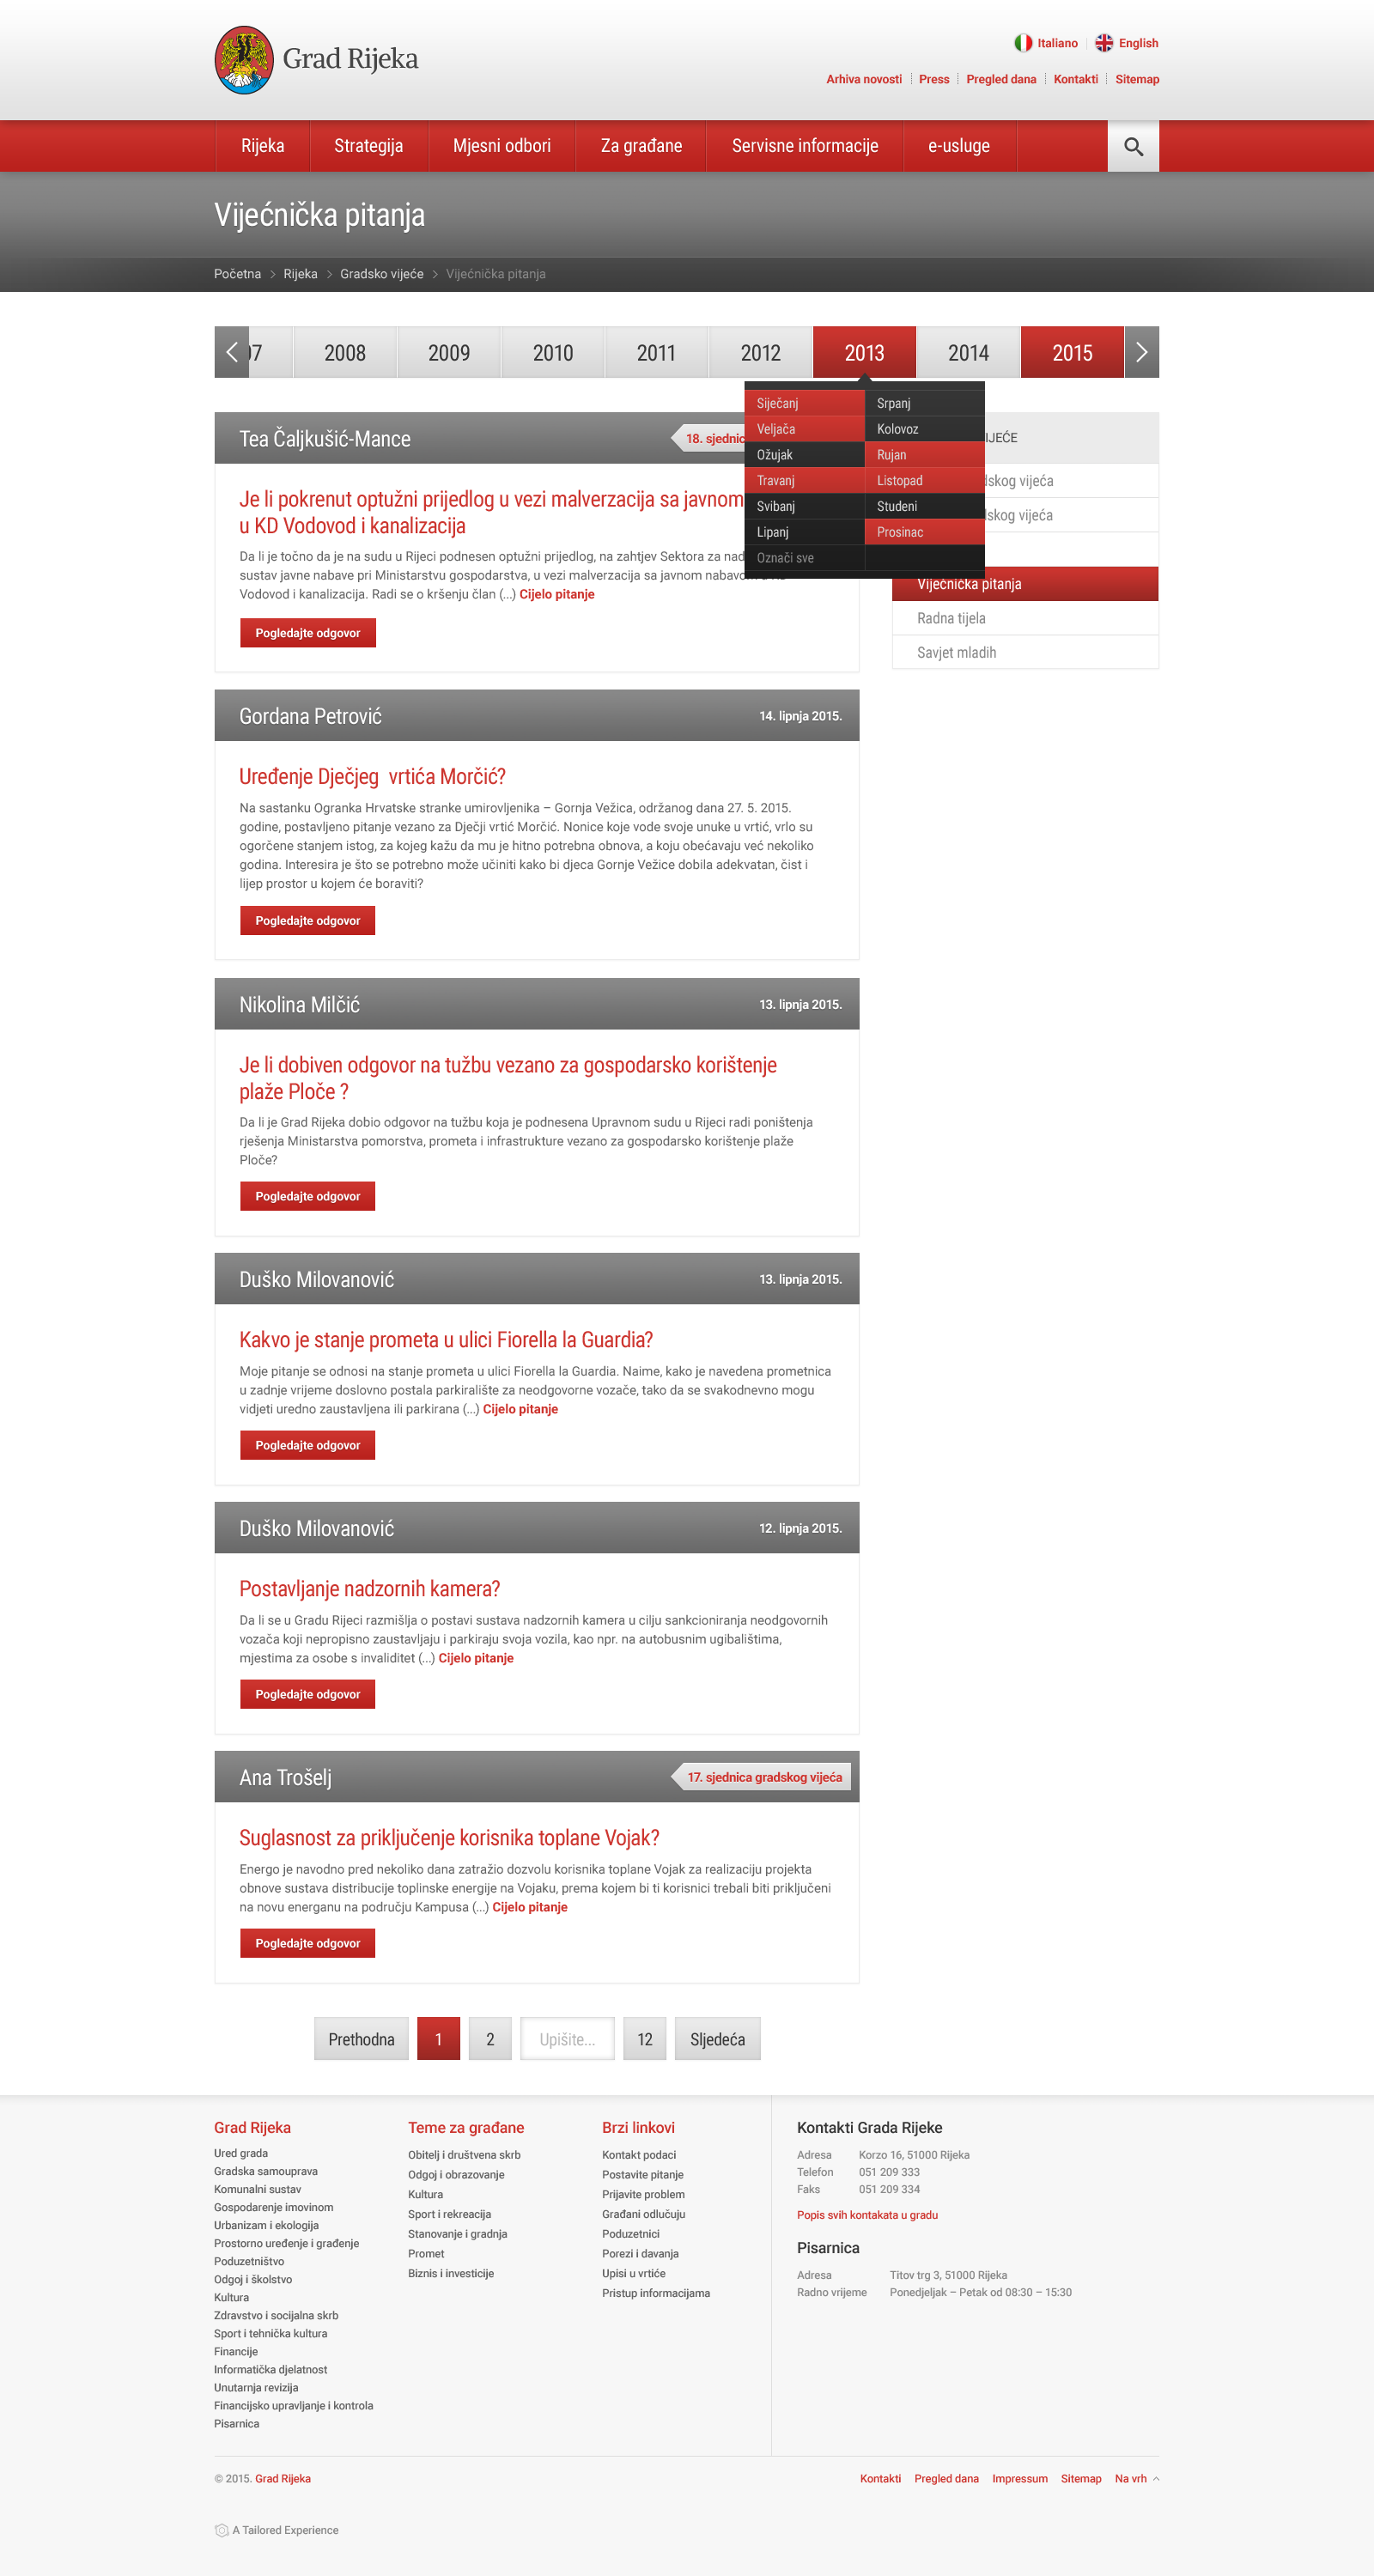 Grad Rijeka
Italiano
English
Arhiva novosti
Press
Pregled dana
Kontakti
Sitemap
Rijeka
Strategija
Mjesni odbori
Za građane
Servisne informacije
e-usluge
Vijećnička pitanja
Početna
Rijeka
Gradsko vijeće
Vijećnička pitanja
07
2008
2009
2010
2011
2012
2013
2014
2015
Siječanj
Srpanj
Veljača
Kolovoz
Ožujak
Rujan
Travanj
Listopad
Svibanj
Studeni
Lipanj
Prosinac
Označi sve
Tea Čaljkušić-Mance
18.
Je li pokrenut optužni prijedlog u vezi malverzacija sa javnom
u KD Vodovod i kanalizacija
Da li je točno da je na sudu u Rijeci podnesen optužni prijedlog, na zahtjev Sektora za
sustav javne nabave pri Ministarstvu gospodarstva, u vezi malverzacija sa javnom
Vodovod i kanalizacija. Radi se o kršenju član (...) Cijelo pitanje
Pogledajte odgovor
vijeća
vijeća
Vijećnička pitanja
Radna tijela
Savjet mladih
Gordana Petrović
14. lipnja 2015.
Uređenje Dječjeg  vrtića Morčić?
Na sastanku Ogranka Hrvatske stranke umirovljenika – Gornja Vežica, održanog dana 27. 5. 2015.
godine, postavljeno pitanje vezano za Dječji vrtić Morčić. Nonice koje vode svoje unuke u vrtić, vrlo su
ogorčene stanjem istog, za kojeg kažu da mu je hitno potrebna obnova, a koju obećavaju već nekoliko
godina. Interesira je što se potrebno može učiniti kako bi djeca Gornje Vežice dobila adekvatan, čist i
lijep prostor u kojem će boraviti?
Pogledajte odgovor
Nikolina Milčić
13. lipnja 2015.
Je li dobiven odgovor na tužbu vezano za gospodarsko korištenje
plaže Ploče ?
Da li je Grad Rijeka dobio odgovor na tužbu koja je podnesena Upravnom sudu u Rijeci radi poništenja
rješenja Ministarstva pomorstva, prometa i infrastrukture vezano za gospodarsko korištenje plaže
Ploče?
Pogledajte odgovor
Duško Milovanović
13. lipnja 2015.
Kakvo je stanje prometa u ulici Fiorella la Guardia?
Moje pitanje se odnosi na stanje prometa u ulici Fiorella la Guardia. Naime, kako je navedena prometnica
u zadnje vrijeme doslovno postala parkiralište za neodgovorne vozače, tako da se svakodnevno mogu
vidjeti uredno zaustavljena ili parkirana (...) Cijelo pitanje
Pogledajte odgovor
Duško Milovanović
12. lipnja 2015.
Postavljanje nadzornih kamera?
Da li se u Gradu Rijeci razmišlja o postavi sustava nadzornih kamera u cilju sankcioniranja neodgovornih
vozača koji nepropisno zaustavljaju i parkiraju svoja vozila, kao npr. na autobusnim ugibalištima,
mjestima za osobe s invaliditet (...) Cijelo pitanje
Pogledajte odgovor
Ana Trošelj
17. sjednica gradskog vijeća
Suglasnost za priključenje korisnika toplane Vojak?
Energo je navodno pred nekoliko dana zatražio dozvolu korisnika toplane Vojak za realizaciju projekta
obnove sustava distribucije toplinske energije na Vojaku, prema kojem bi ti korisnici trebali biti priključeni
na novu energanu na području Kampusa (...) Cijelo pitanje
Pogledajte odgovor
Prethodna
1
2
Upišite...
12
Sljedeća
Grad Rijeka
Ured grada
Gradska samouprava
Komunalni sustav
Gospodarenje imovinom
Urbanizam i ekologija
Prostorno uređenje i građenje
Poduzetništvo
Odgoj i školstvo
Kultura
Zdravstvo i socijalna skrb
Sport i tehnička kultura
Financije
Informatička djelatnost
Unutarnja revizija
Financijsko upravljanje i kontrola
Pisarnica
Teme za građane
Obitelj i društvena skrb
Odgoj i obrazovanje
Kultura
Sport i rekreacija
Stanovanje i gradnja
Promet
Biznis i investicije
Brzi linkovi
Kontakt podaci
Postavite pitanje
Prijavite problem
Građani odlučuju
Poduzetnici
Porezi i davanja
Upisi u vrtiće
Pristup informacijama
Kontakti Grada Rijeke
Adresa Korzo 16, 51000 Rijeka
Telefon 051 209 333
Faks 051 209 334
Popis svih kontakata u gradu
Pisarnica
Adresa Titov trg 3, 51000 Rijeka
Radno vrijeme Ponedjeljak – Petak od 08:30 – 15:30
© 2015. Grad Rijeka
Kontakti
Pregled dana
Impressum
Sitemap
Na vrh
A Tailored Experience